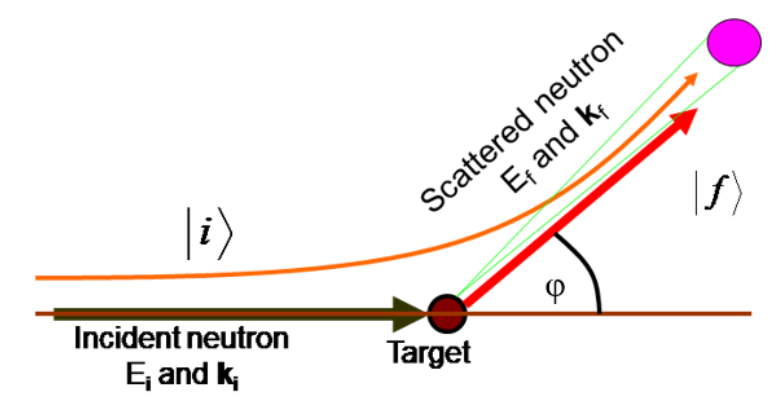 Scattered neutron
E_f and k_f
|i⟩
|f⟩
φ
Incident neutron
E_i and k_i
Target